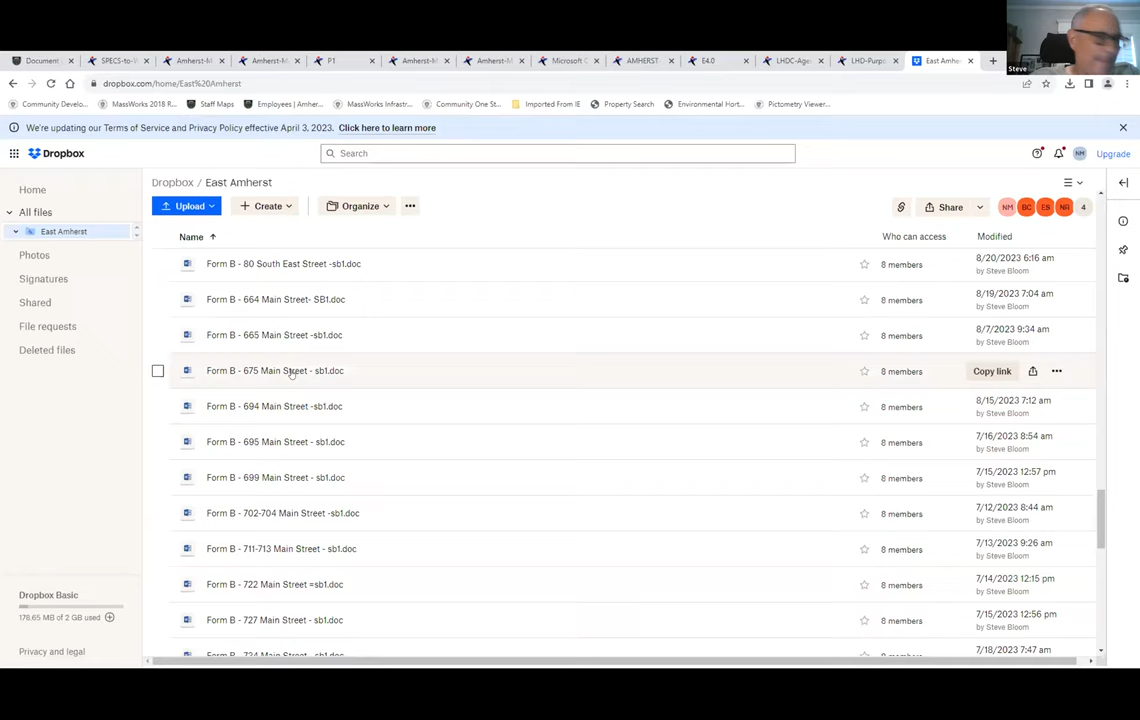 Steve
Document
SPECS-to-V
Amherst-M
Amherst-M
P1
Amherst-M
Amherst-M
Microsoft C
AMHERST
E4.0
LHDC-Age
LHD-Purpo
East Amhe
dropbox.com/home/East%20Amherst
Community Develo...
MassWorks 2018 R...
Staff Maps
Employees | Amher...
MassWorks Infrastr...
Community One St...
Imported From IE
Property Search
Environmental Hort...
Pictometry Viewer...
We're updating our Terms of Service and Privacy Policy effective April 3, 2023. Click here to learn more
Dropbox
Search
NM
Upgrade
Home
All files
East Amherst
Photos
Signatures
Shared
File requests
Deleted files
Dropbox Basic
178.65 MB of 2 GB used
Privacy and legal
Dropbox / East Amherst
Upload
Create
Organize
Share
NM BC ES NR 4
Name
Who can access
Modified
Form B - 80 South East Street -sb1.doc
8 members
8/20/2023 6:16 am
by Steve Bloom
Form B - 664 Main Street- SB1.doc
8 members
8/19/2023 7:04 am
by Steve Bloom
Form B - 665 Main Street -sb1.doc
8 members
8/7/2023 9:34 am
by Steve Bloom
Form B - 675 Main Street - sb1.doc
8 members
Copy link
Form B - 694 Main Street -sb1.doc
8 members
8/15/2023 7:12 am
by Steve Bloom
Form B - 695 Main Street - sb1.doc
8 members
7/16/2023 8:54 am
by Steve Bloom
Form B - 699 Main Street - sb1.doc
8 members
7/15/2023 12:57 pm
by Steve Bloom
Form B - 702-704 Main Street -sb1.doc
8 members
7/12/2023 8:44 am
by Steve Bloom
Form B - 711-713 Main Street - sb1.doc
8 members
7/13/2023 9:26 am
by Steve Bloom
Form B - 722 Main Street =sb1.doc
8 members
7/14/2023 12:15 pm
by Steve Bloom
Form B - 727 Main Street - sb1.doc
8 members
7/15/2023 12:56 pm
by Steve Bloom
Form B - 734 Main Street - sb1.doc
8 members
7/18/2023 7:47 am